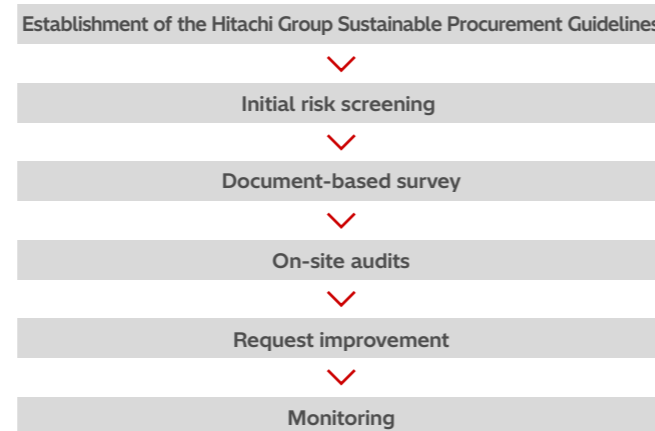 Establishment of the Hitachi Group Sustainable Procurement Guidelines
Initial risk screening
Document-based survey
On-site audits
Request improvement
Monitoring